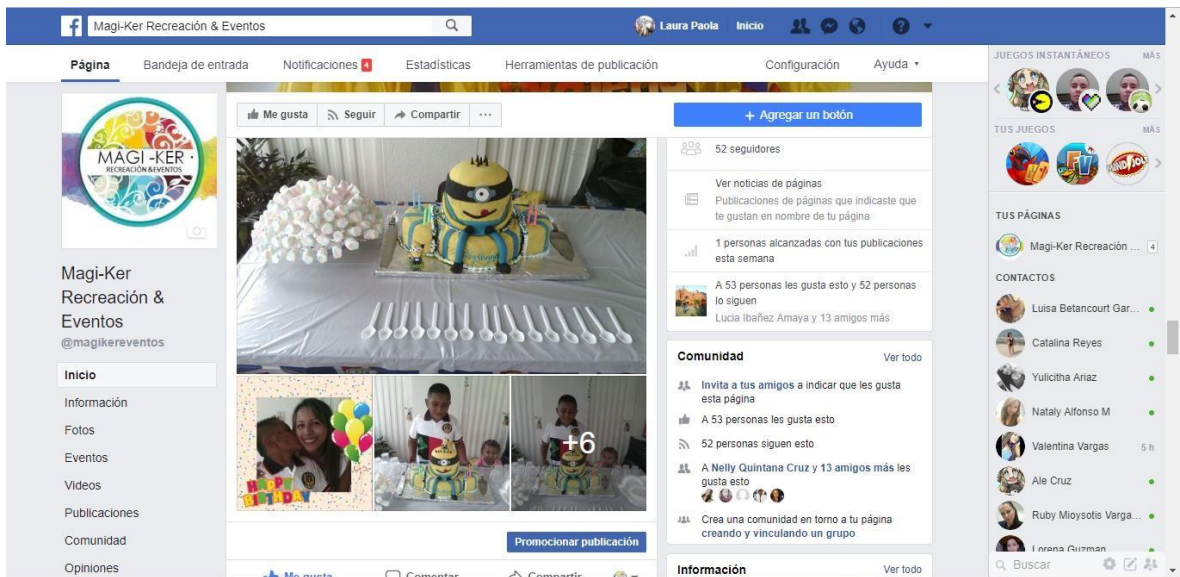 Magi-Ker Recreación & Eventos
Laura Paola
Inicio
Página
Bandeja de entrada
Notificaciones 4
Estadísticas
Herramientas de publicación
Configuración
Ayuda
MAGI-KER
RECREACIÓN & EVENTOS
Magi-Ker
Recreación &
Eventos
@magikereventos
Inicio
Información
Fotos
Eventos
Videos
Publicaciones
Comunidad
Opiniones
Me gusta
Seguir
Compartir
...
HAPPY
BIRTHDAY
+6
Promocionar publicación
Me gusta
Comentar
Compartir
+ Agregar un botón
52 seguidores
Ver noticias de páginas
Publicaciones de páginas que indicaste que
te gustan en nombre de tu página
1 personas alcanzadas con tus publicaciones
esta semana
A 53 personas les gusta esto y 52 personas
lo siguen
Lucia Ibañez Amaya y 13 amigos más
Comunidad
Ver todo
Invita a tus amigos a indicar que les gusta
esta página
A 53 personas les gusta esto
52 personas siguen esto
A Nelly Quintana Cruz y 13 amigos más les
gusta esto
Crea una comunidad en torno a tu página
creando y vinculando un grupo
Información
Ver todo
JUEGOS INSTANTÁNEOS
MÁS
TUS JUEGOS
MÁS
TUS PÁGINAS
Magi-Ker Recreación ... 4
CONTACTOS
Luisa Betancourt Gar...
Catalina Reyes
Yulicitha Ariaz
Nataly Alfonso M
Valentina Vargas 5 h
Ale Cruz
Ruby Mioysotis Varga...
Lorena Guzman
Buscar